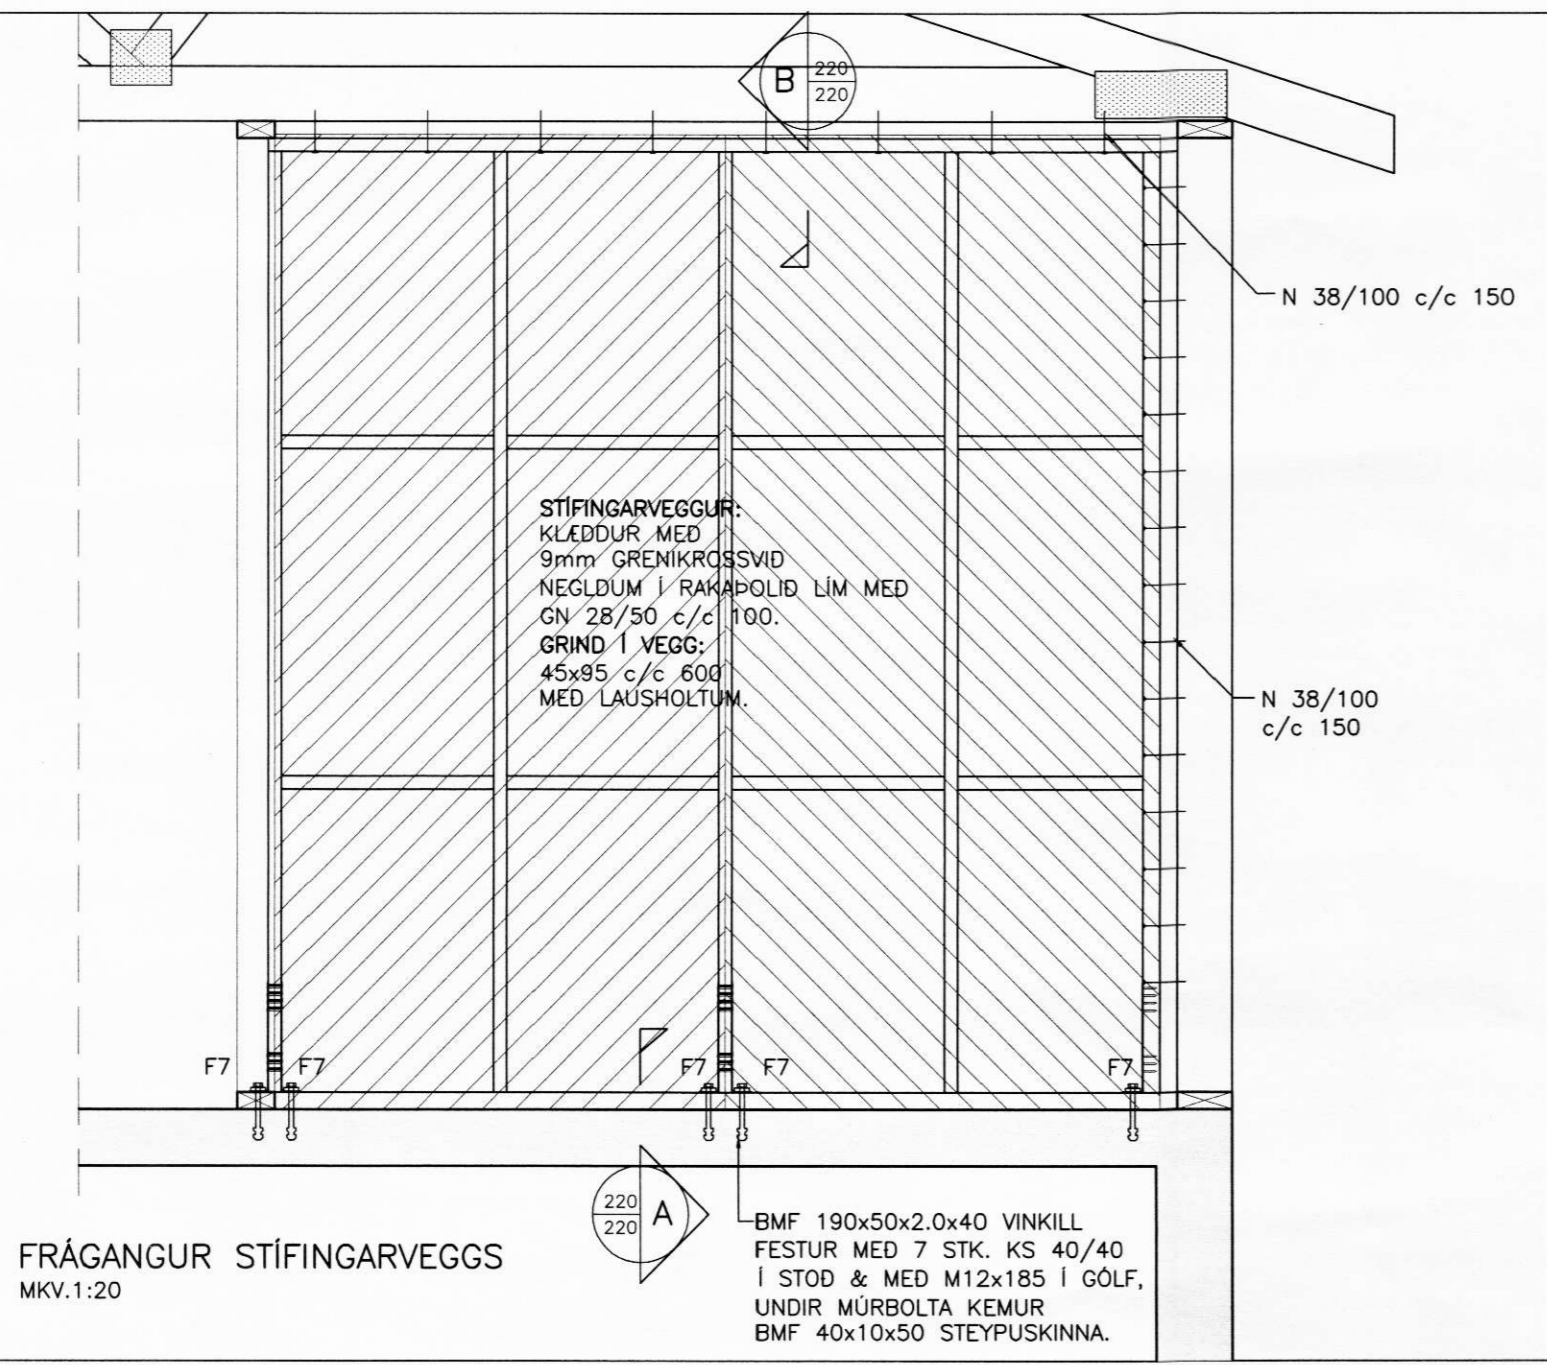 B
220
220
N 38/100 c/c 150
STÍFINGARVEGGUR:
KLÆDDUR MEÐ
9mm GRENIKROSSVIÐ
NEGLDUM Í RAKAÞOLIÐ LÍM MEÐ
GN 28/50 c/c 100.
GRIND Í VEGG:
45x95 c/c 600
MEÐ LAUSHOLTUM.
N 38/100
c/c 150
F7
F7
F7
F7
F7
220
220
A
BMF 190x50x2.0x40 VINKILL
FESTUR MEÐ 7 STK. KS 40/40
Í STOÐ & MEÐ M12x185 Í GÓLF,
UNDIR MÚRBOLTA KEMUR
BMF 40x10x50 STEYPUSKINNA.
FRÁGANGUR STÍFINGARVEGGS
MKV.1:20